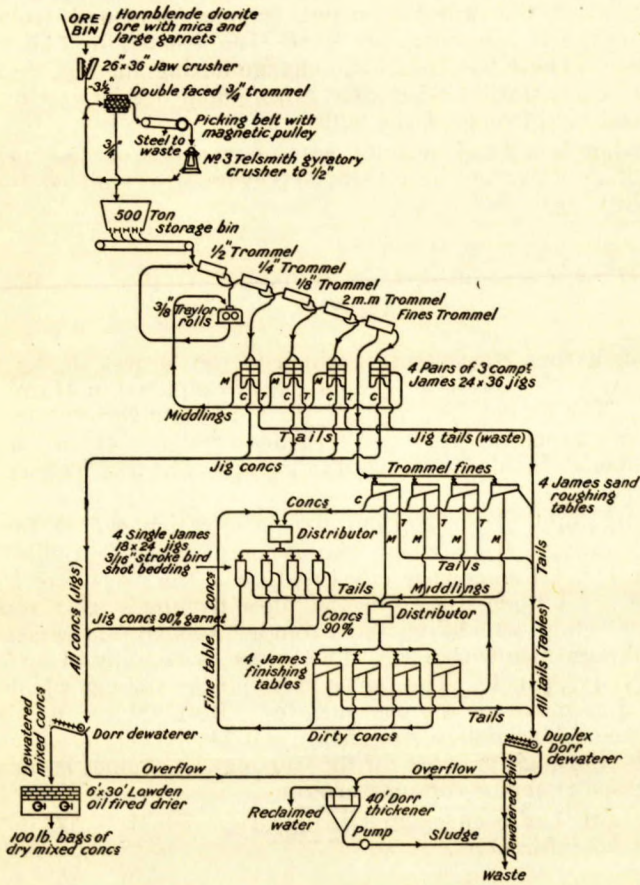 ORE
BIN
Hornblende diorite
ore with mica and
large garnets
26"x36" Jaw crusher
-3½"
Double faced ¾" trommel
Picking belt with
magnetic pulley
Steel to
waste
¾"
Nº3 Telsmith gyratory
crusher to ½"
500 Ton
storage bin
½" Trommel
¼" Trommel
⅛" Trommel
2 m.m Trommel
Fines Trommel
⅜" Traylor
rolls
4 Pairs of 3 compt
James 24 x 36 jigs
M C T M C T M C T C
Middlings
Tails
Jig tails (waste)
Jig concs
Trommel fines
4 James sand
roughing
tables
Concs
C
T T T
M M M M
4 Single James
18 x 24 jigs
3/16" stroke bird
shot bedding
Distributor
Tails
Tails
Tails
Middlings
All concs (Jigs)
Jig concs 90% garnet
Fine table concs
Concs
90%
Distributor
4 James
finishing
tables
All tails (Tables)
Tails
Dirty concs
Dewatered
mixed concs
Dorr dewaterer
Duplex
Dorr
dewaterer
Overflow
Overflow
6'x30' Lowden
oil fired drier
Reclaimed
water
40' Dorr
thickener
Dewatered tails
Pump
Sludge
100 lb. bags of
dry mixed concs
Waste